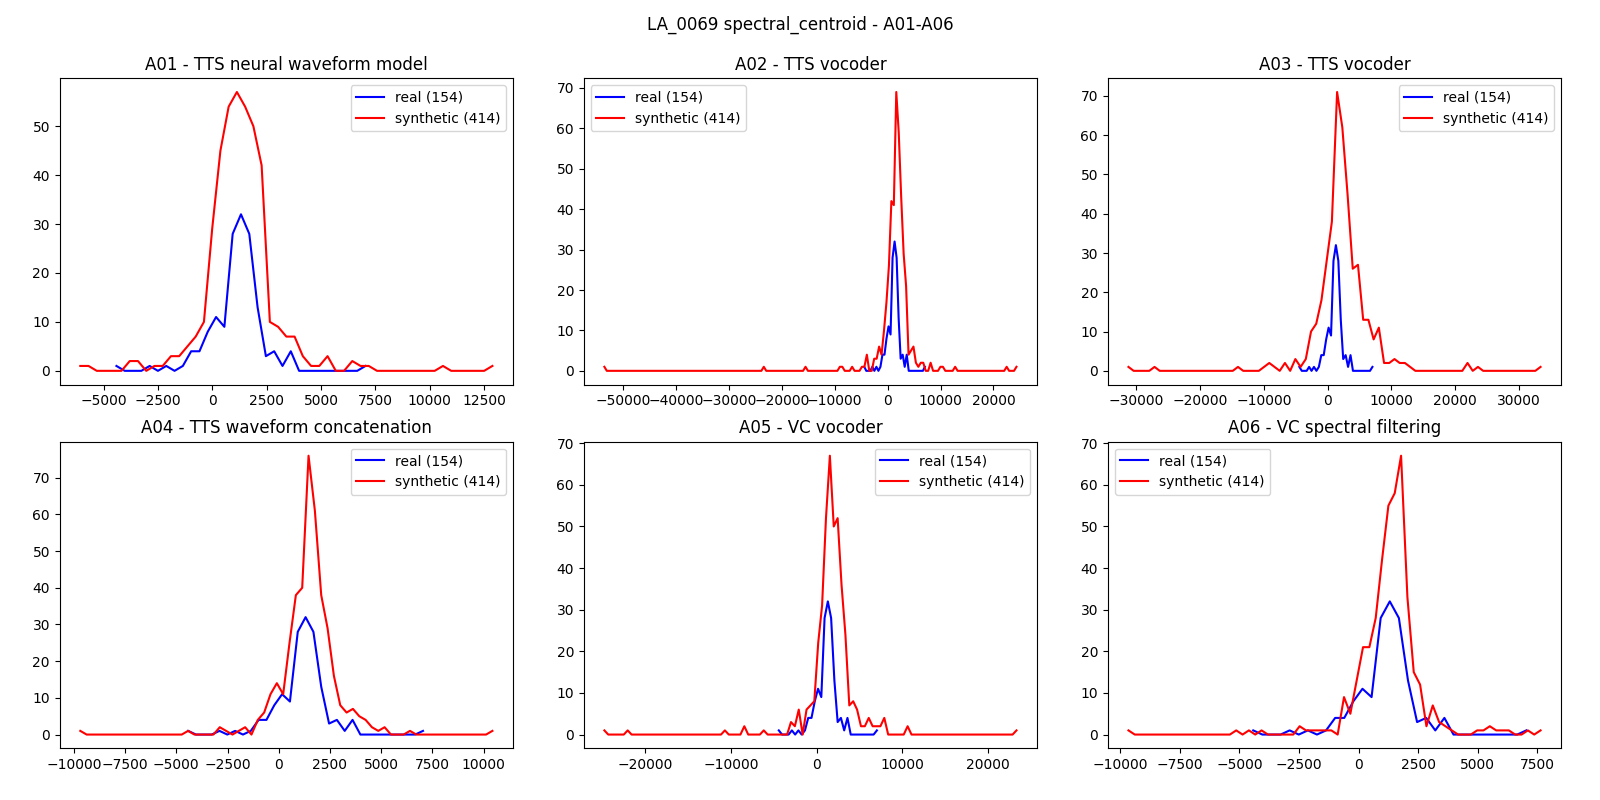 LA_0069 spectral_centroid - A01-A06
A01 - TTS neural waveform model
real (154)
synthetic (414)
50
40
30
20
10
0
−5000 −2500 0 2500 5000 7500 10000 12500
A02 - TTS vocoder
real (154)
synthetic (414)
70
60
50
40
30
20
10
0
−50000 −40000 −30000 −20000 −10000 0 10000 20000
A03 - TTS vocoder
real (154)
synthetic (414)
70
60
50
40
30
20
10
0
−30000 −20000 −10000 0 10000 20000 30000
A04 - TTS waveform concatenation
real (154)
synthetic (414)
70
60
50
40
30
20
10
0
−10000 −7500 −5000 −2500 0 2500 5000 7500 10000
A05 - VC vocoder
real (154)
synthetic (414)
70
60
50
40
30
20
10
0
−20000 −10000 0 10000 20000
A06 - VC spectral filtering
real (154)
synthetic (414)
70
60
50
40
30
20
10
0
−10000 −7500 −5000 −2500 0 2500 5000 7500